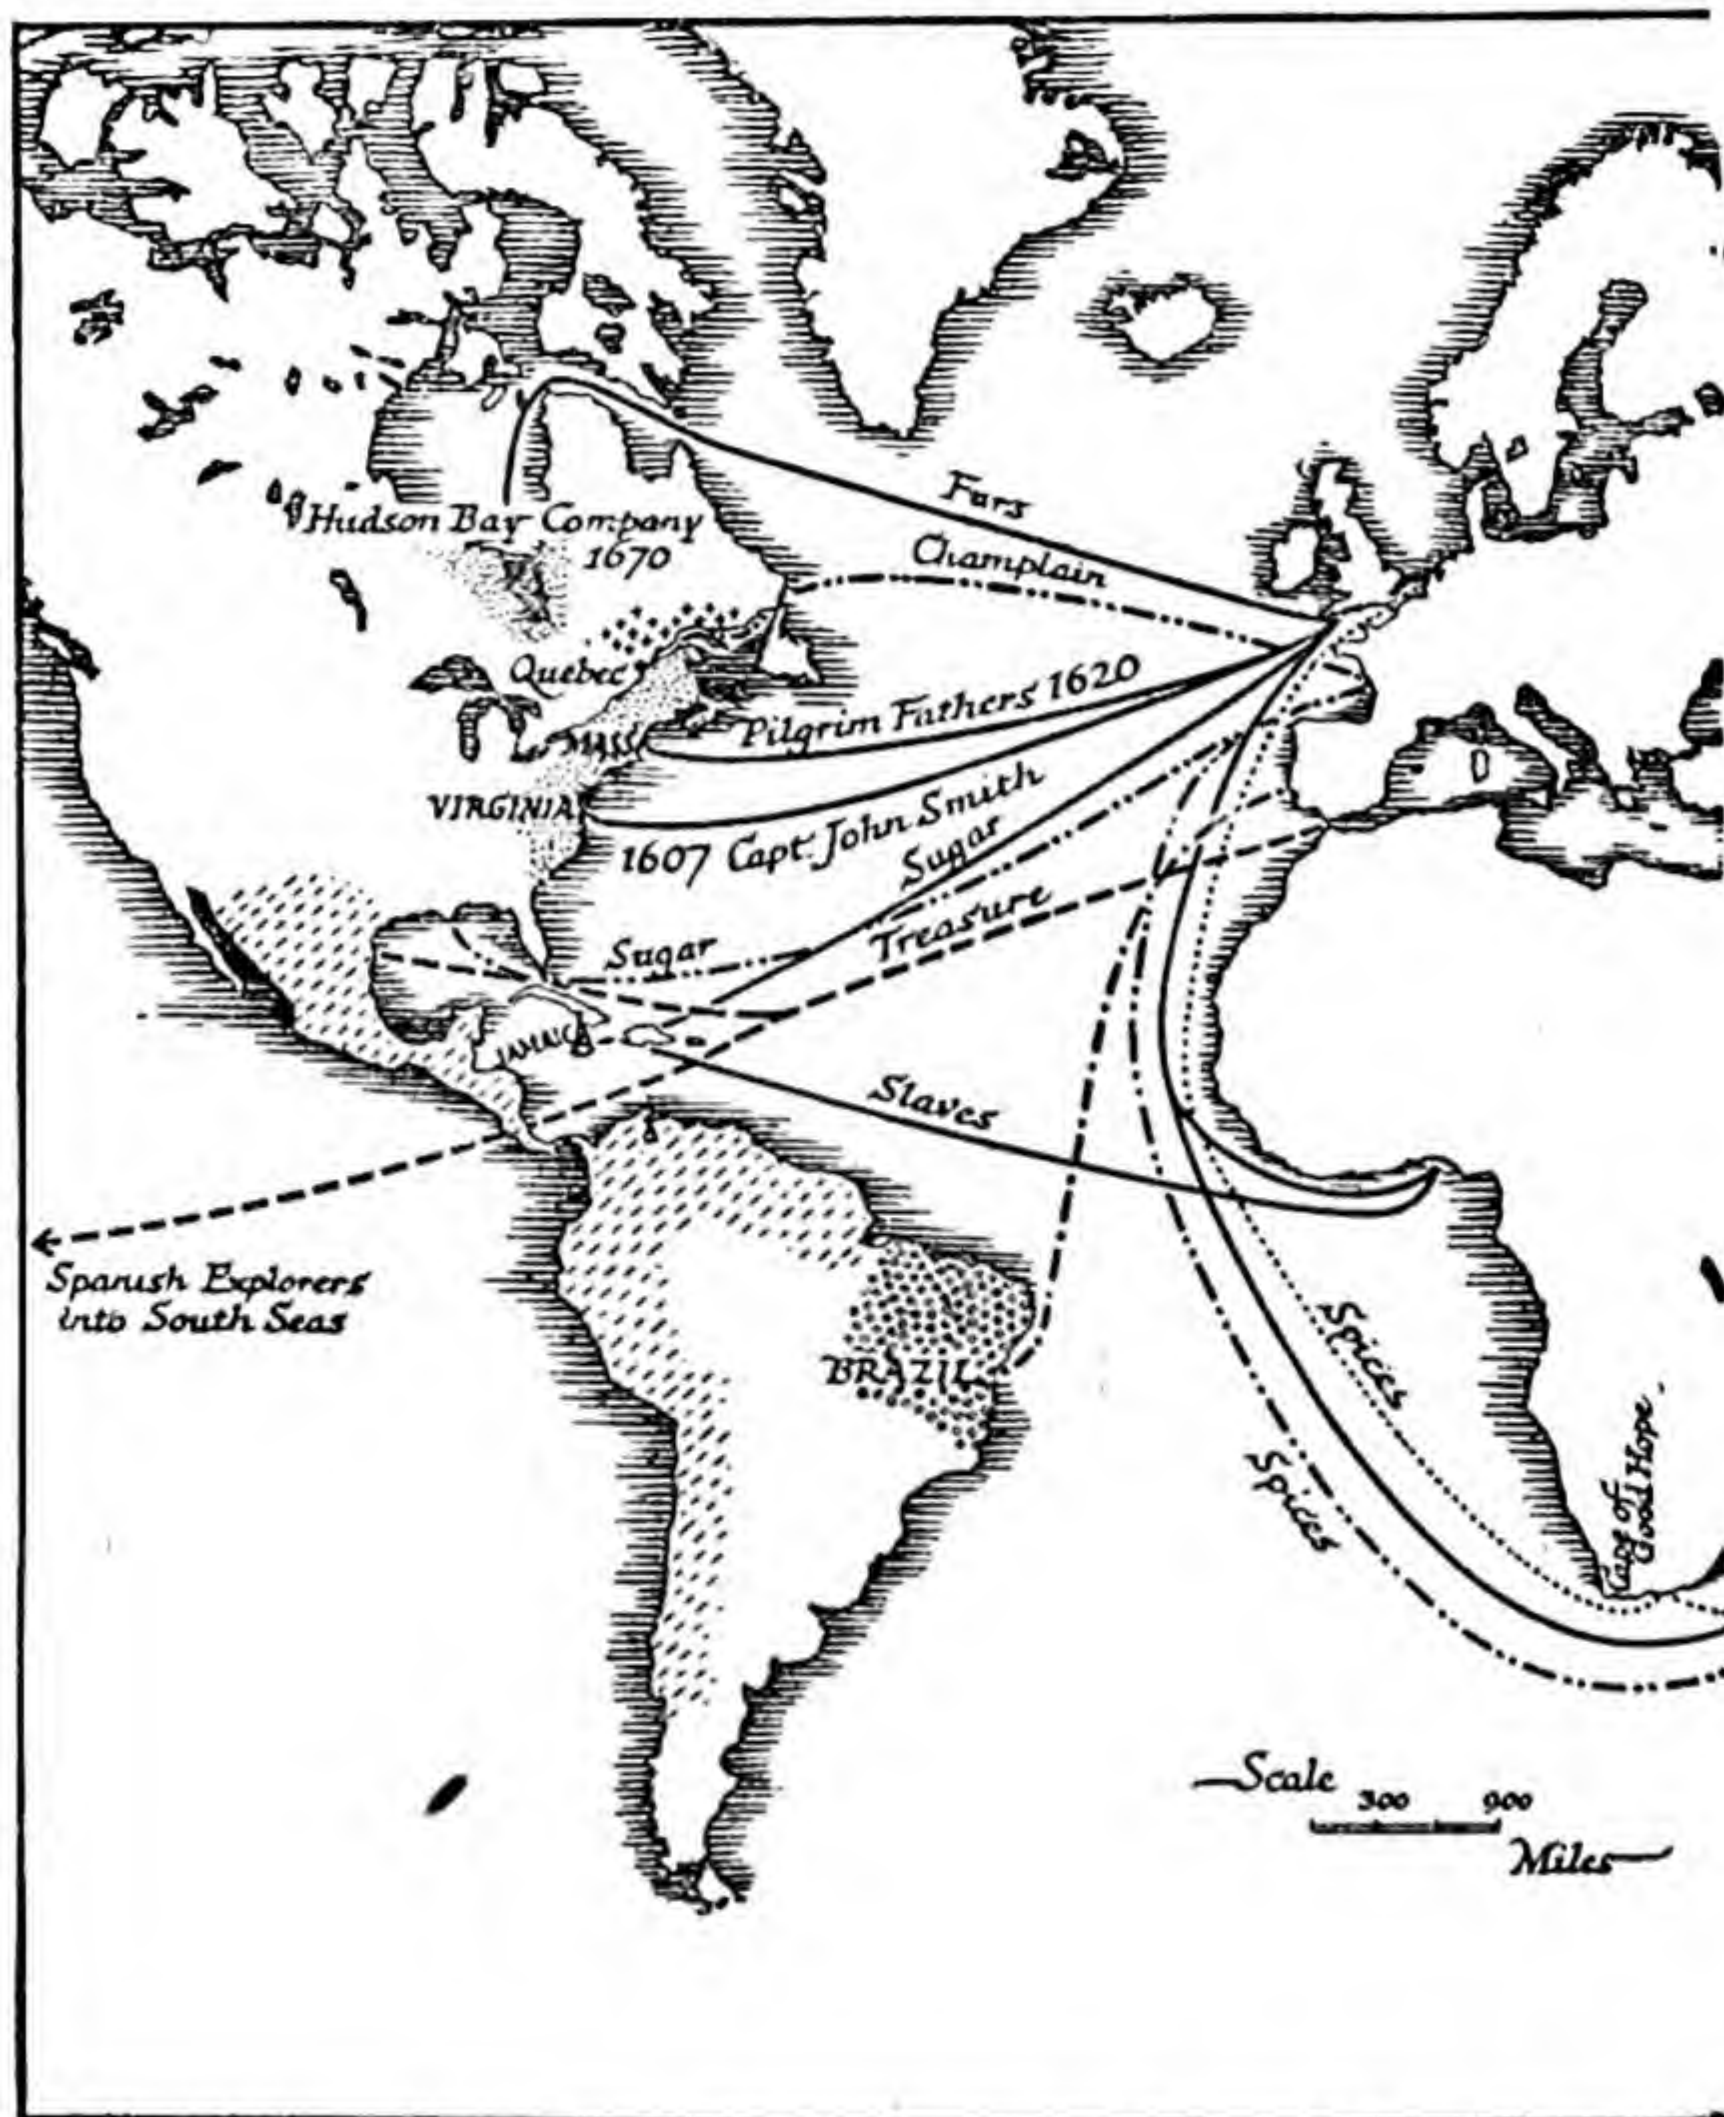 Furs
Hudson Bay Company
1670
Champlain
Quebec
Pilgrim Fathers 1620
MASS.
VIRGINIA
1607 Capt. John Smith
Sugar
Treasure
Sugar
JAMAICA
Slaves
Spanish Explorers
into South Seas
Spices
BRAZIL
Spices
Cape of
Good Hope
Scale
300 900
Miles